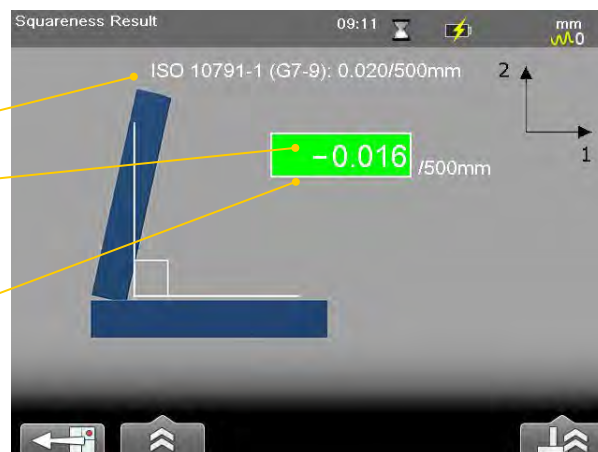 Squareness Result
09:11
mm
0
ISO 10791-1 (G7-9): 0.020/500mm
2
−0.016 /500mm
1